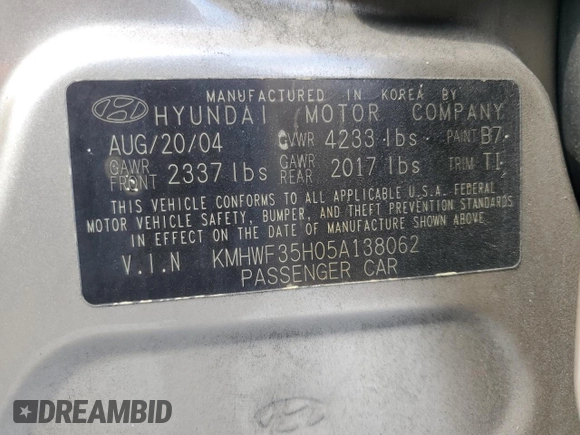 MANUFACTURED IN KOREA BY
HYUNDAI MOTOR COMPANY
AUG/20/04 GVWR 4233 lbs PAINT B7
GAWR FRONT 2337 lbs GAWR REAR 2017 lbs TRIM TI
THIS VEHICLE CONFORMS TO ALL APPLICABLE U.S.A. FEDERAL
MOTOR VEHICLE SAFETY, BUMPER, AND THEFT PREVENTION STANDARDS
IN EFFECT ON THE DATE OF MANUFACTURE SHOWN ABOVE.
V.I.N KMHWF35H05A138062
PASSENGER CAR
DREAMBID